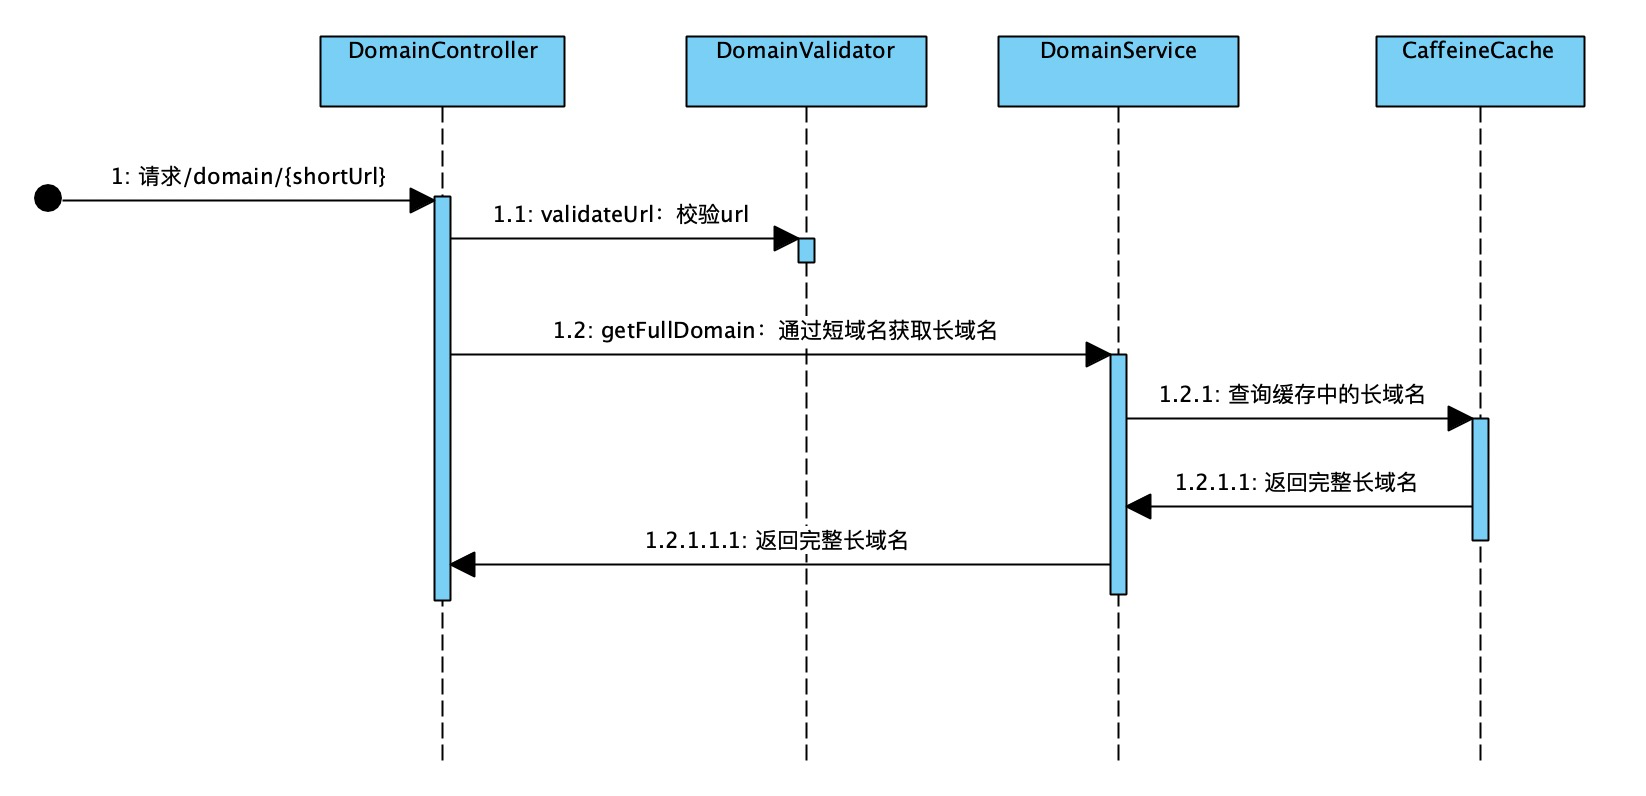 DomainController
DomainValidator
DomainService
CaffeineCache
1: 请求/domain/{shortUrl}
1.1: validateUrl：校验url
1.2: getFullDomain：通过短域名获取长域名
1.2.1: 查询缓存中的长域名
1.2.1.1: 返回完整长域名
1.2.1.1.1: 返回完整长域名